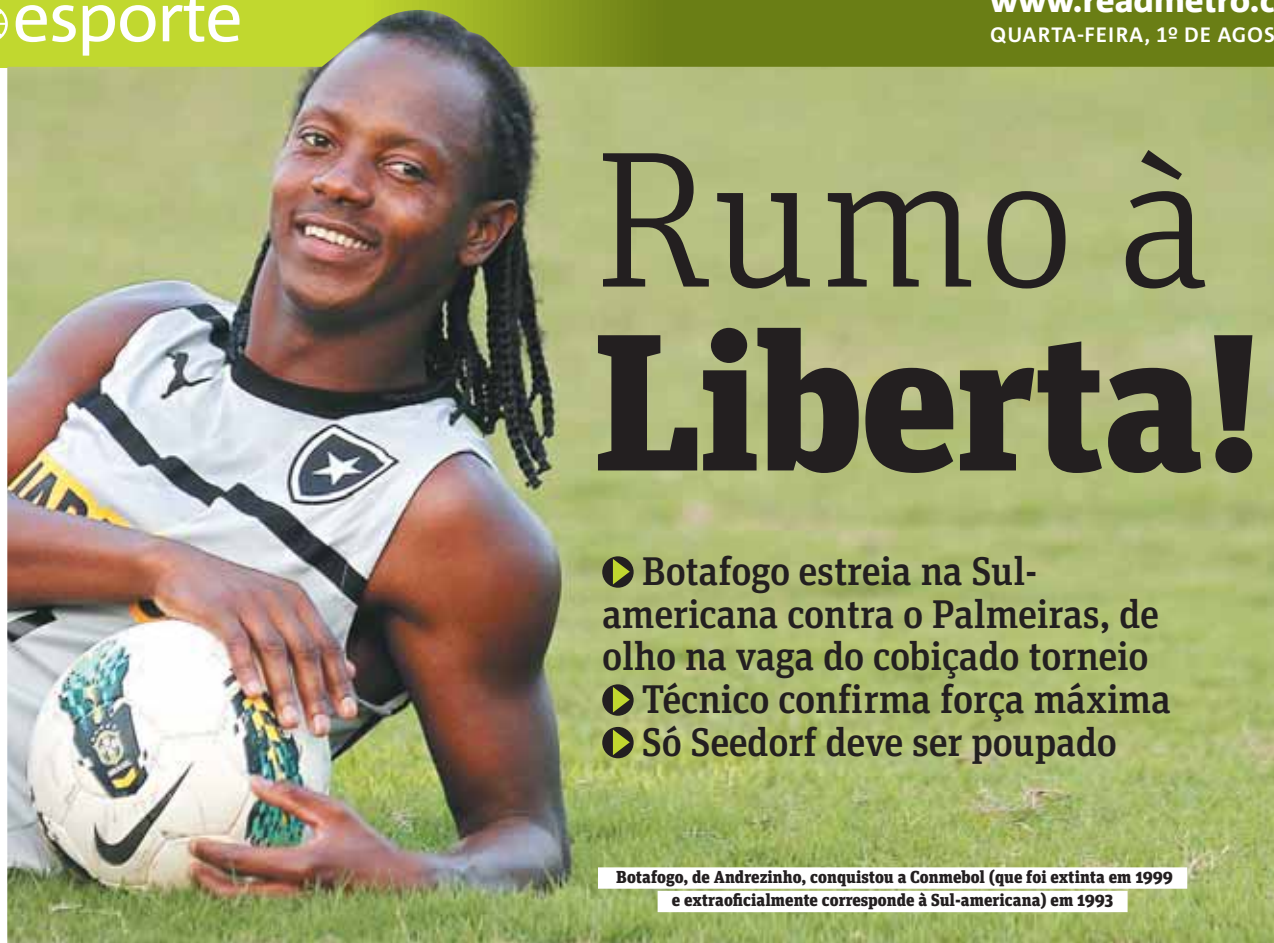 esporte
www.readmetro.c
QUARTA-FEIRA, 1º DE AGOS
Rumo à
Liberta!
Botafogo estreia na Sul-
americana contra o Palmeiras, de
olho na vaga do cobiçado torneio
Técnico confirma força máxima
Só Seedorf deve ser poupado
Botafogo, de Andrezinho, conquistou a Conmebol (que foi extinta em 1999
e extraoficialmente corresponde à Sul-americana) em 1993